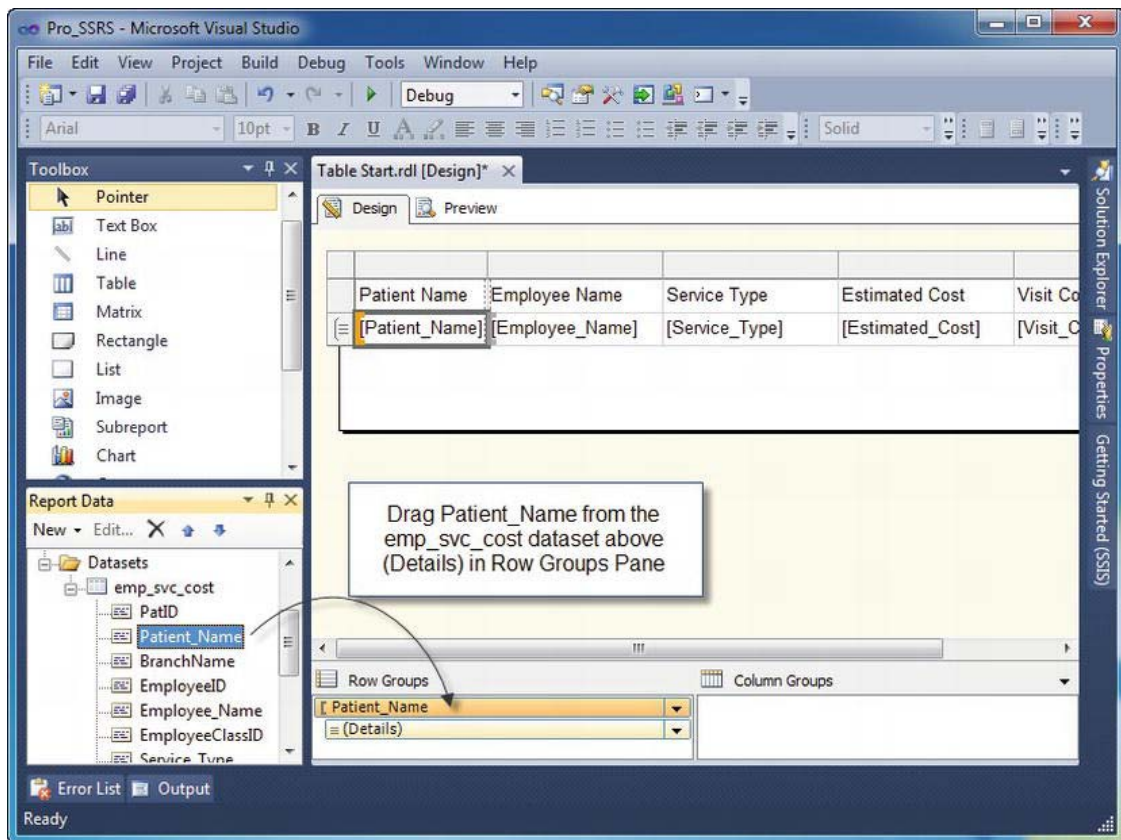 Pro_SSRS - Microsoft Visual Studio
File Edit View Project Build Debug Tools Window Help
Debug
Arial 10pt B I U A Solid
Toolbox
Pointer
ab| Text Box
Line
Table
Matrix
Rectangle
List
Image
Subreport
Chart
Table Start.rdl [Design]*
Design Preview
Patient Name Employee Name Service Type Estimated Cost Visit Co
[Patient_Name] [Employee_Name] [Service_Type] [Estimated_Cost] [Visit_C
Drag Patient_Name from the
emp_svc_cost dataset above
(Details) in Row Groups Pane
Report Data
New Edit...
Datasets
emp_svc_cost
PatID
Patient_Name
BranchName
EmployeeID
Employee_Name
EmployeeClassID
Service_Type
Row Groups Column Groups
[ Patient_Name
(Details)
Solution Explorer
Properties
Getting Started (SSIS)
Error List Output
Ready